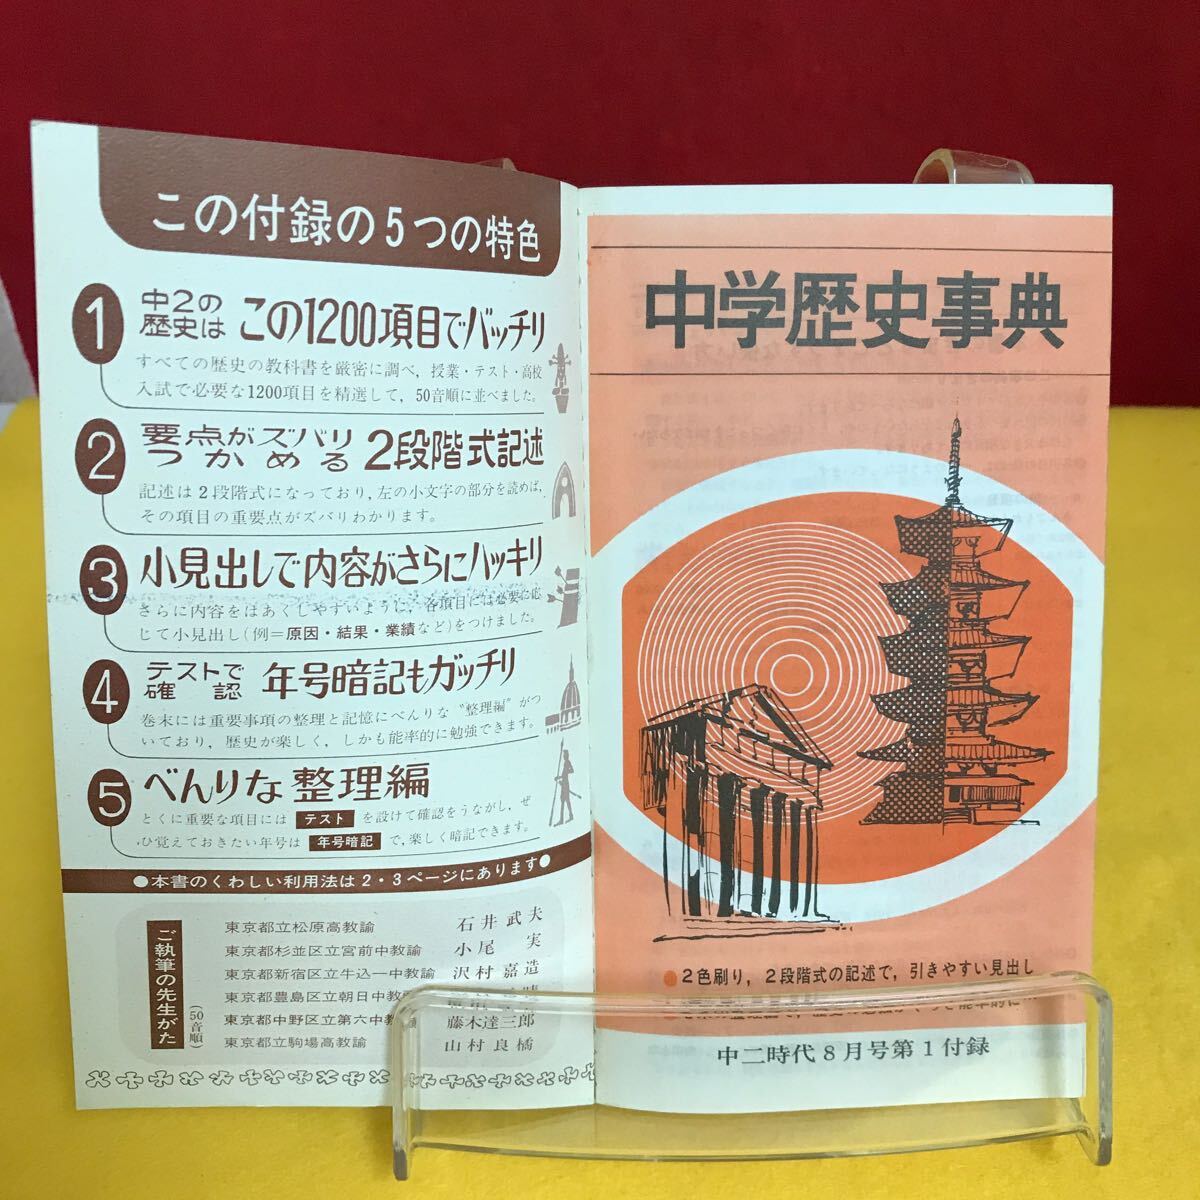 この付録の5つの特色
1
中2の
歴史は
この1200項目でバッチリ
すべての歴史の教科書を厳密に調べ，授業・テスト・高校
入試で必要な1200項目を精選して，50音順に並べました。
2
要点がズバリ
つかめる
2段階式記述
記述は2段階式になっており，左の小文字の部分を読めば，
その項目の重要点がズバリわかります。
3
小見出しで内容がさらにハッキリ
さらに内容をはあくしやすいように，各項目には必要に応
じて小見出し(例＝原因・結果・業績など)をつけました。
4
テストで
確認
年号暗記もガッチリ
巻末には重要事項の整理と記憶にべんりな“整理編”がつ
いており，歴史が楽しく，しかも能率的に勉強できます。
5
べんりな整理編
とくに重要な項目には テスト を設けて確認をうながし，ぜ
ひ覚えておきたい年号は 年号暗記 で，楽しく暗記できます。
●本書のくわしい利用法は2・3ページにあります●
ご執筆の先生がた
(50音順)
東京都立松原高教諭 石井武夫
東京都杉並区立宮前中教諭 小尾 実
東京都新宿区立牛込一中教諭 沢村嘉造
東京都豊島区立朝日中教
東京都中野区立第六中教諭 藤木達三郎
東京都立駒場高教諭 山村良橘
中学歴史事典
●2色刷り，2段階式の記述で，引きやすい見出し
中二時代8月号第1付録